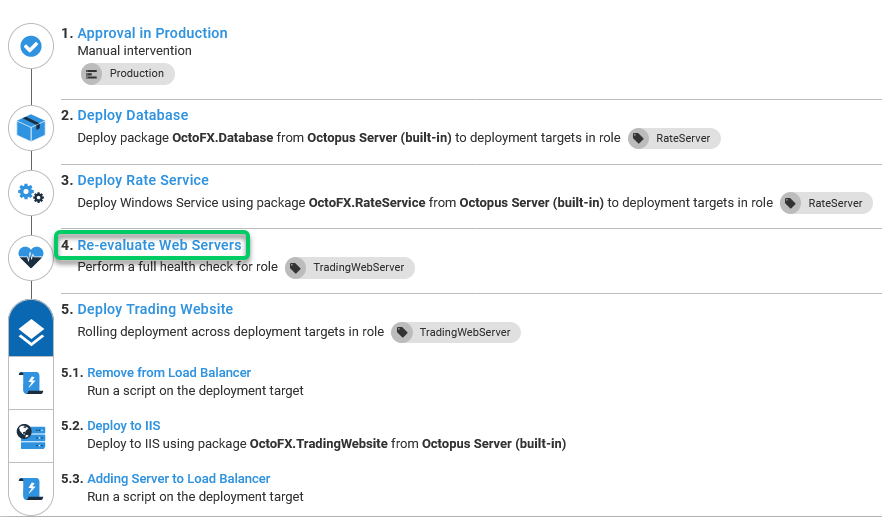 1. Approval in Production
Manual intervention
Production
2. Deploy Database
Deploy package OctoFX.Database from Octopus Server (built-in) to deployment targets in role RateServer
3. Deploy Rate Service
Deploy Windows Service using package OctoFX.RateService from Octopus Server (built-in) to deployment targets in role RateServer
4. Re-evaluate Web Servers
Perform a full health check for role TradingWebServer
5. Deploy Trading Website
Rolling deployment across deployment targets in role TradingWebServer
5.1. Remove from Load Balancer
Run a script on the deployment target
5.2. Deploy to IIS
Deploy to IIS using package OctoFX.TradingWebsite from Octopus Server (built-in)
5.3. Adding Server to Load Balancer
Run a script on the deployment target